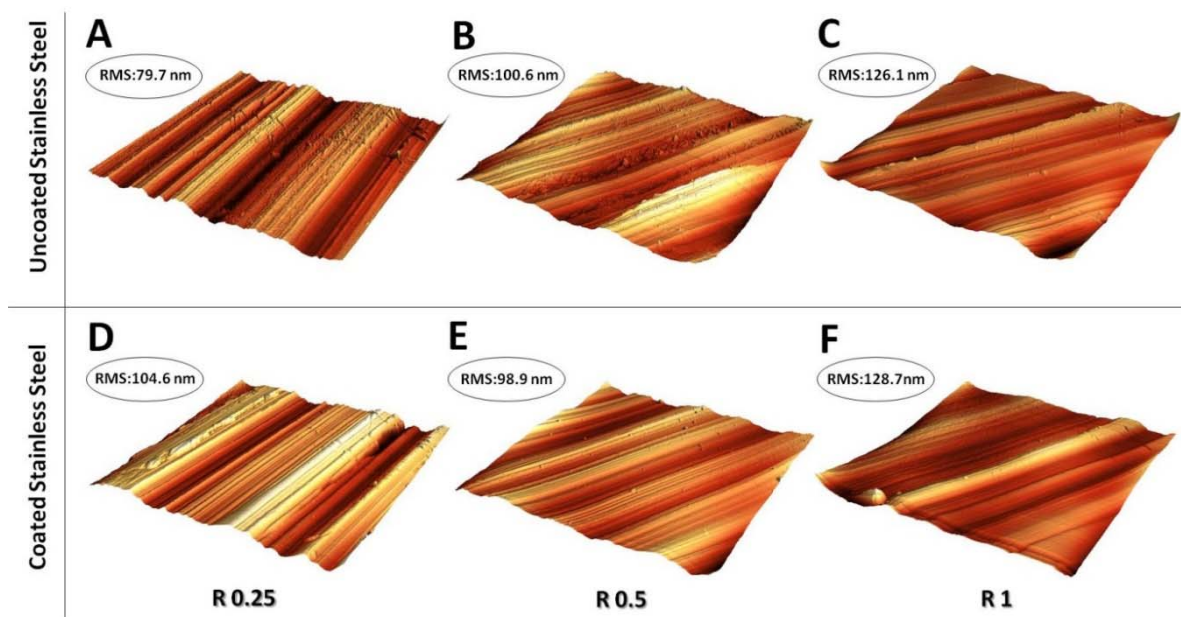 Uncoated Stainless Steel
A
RMS:79.7 nm
B
RMS:100.6 nm
C
RMS:126.1 nm
Coated Stainless Steel
D
RMS:104.6 nm
E
RMS:98.9 nm
F
RMS:128.7nm
R 0.25
R 0.5
R 1